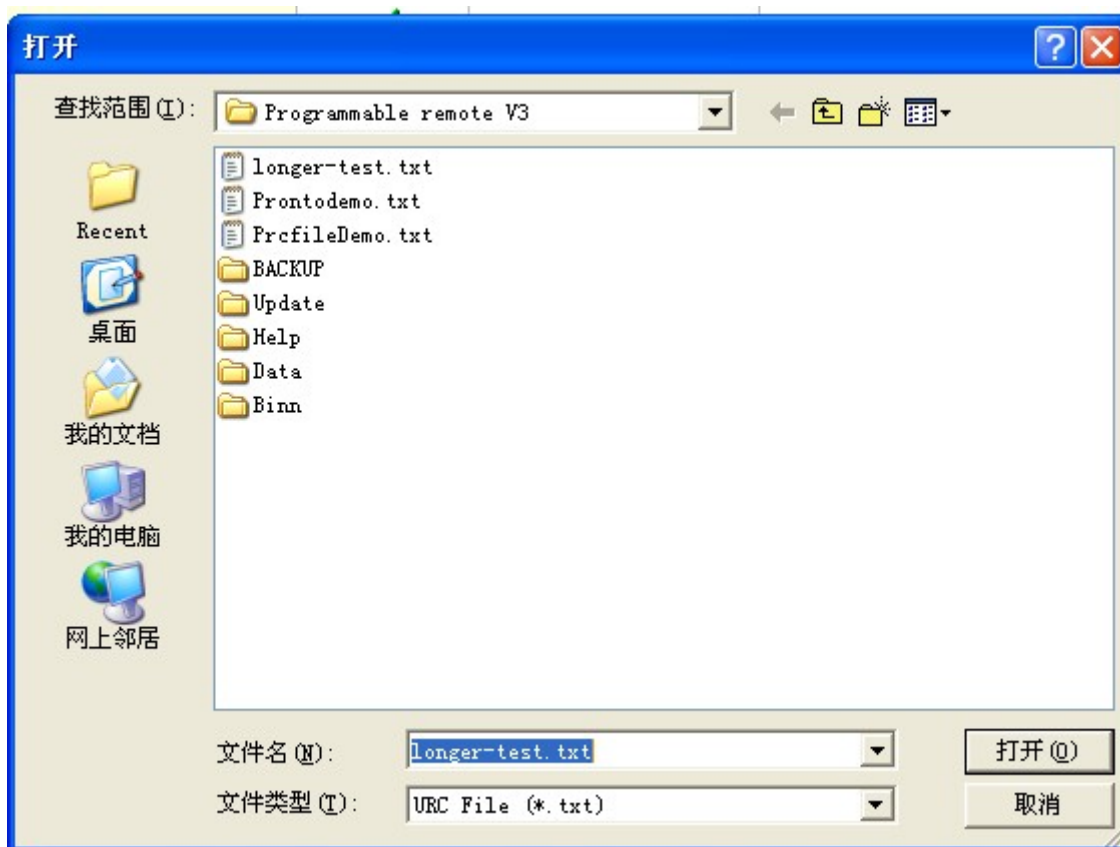 打开
查找范围(I):
Programmable remote V3
longer-test.txt
Prontodemo.txt
PrcfileDemo.txt
BACKUP
Update
Help
Data
Binn
Recent
桌面
我的文档
我的电脑
网上邻居
文件名(N):
longer-test.txt
打开(O)
文件类型(T):
URC File (*.txt)
取消